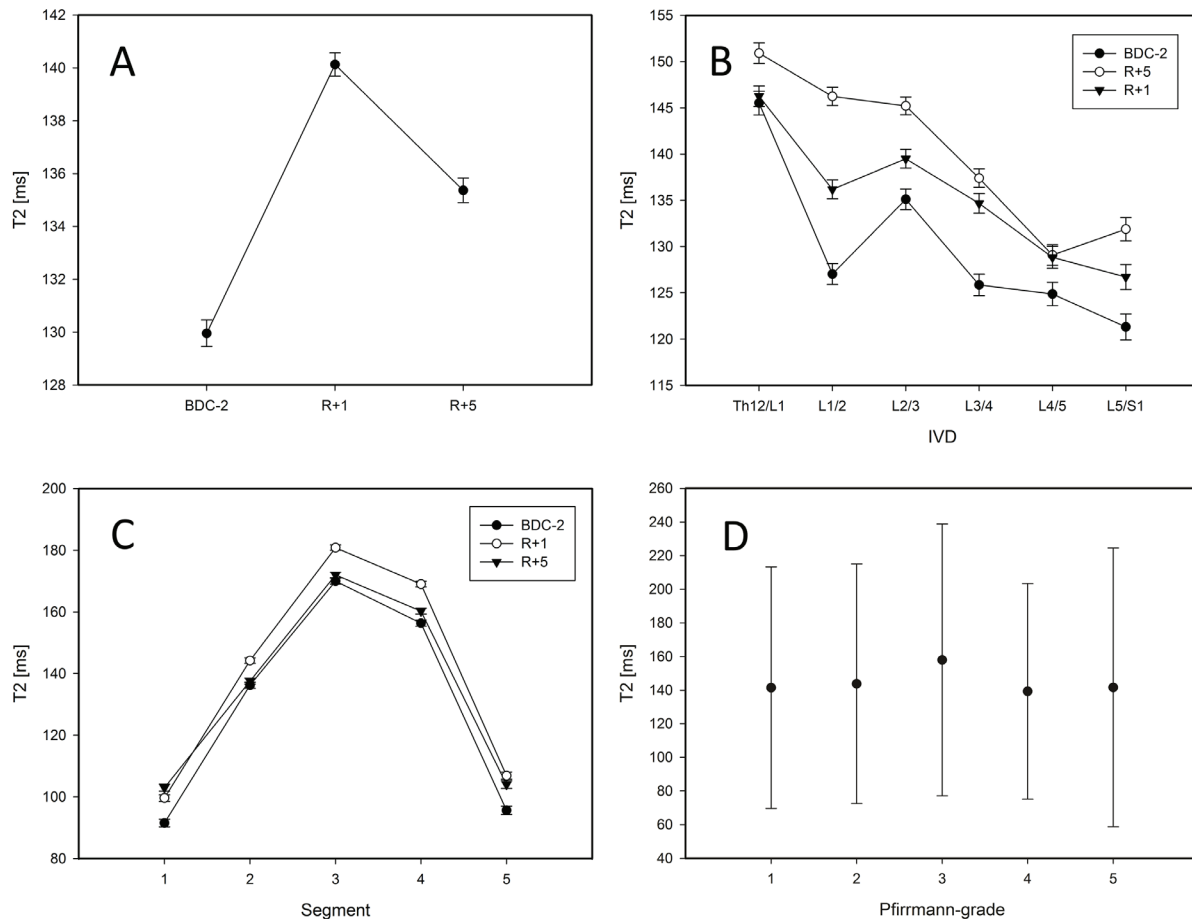 A
T2 [ms]
142
140
138
136
134
132
130
128
BDC-2
R+1
R+5
B
T2 [ms]
155
150
145
140
135
130
125
120
115
BDC-2
R+5
R+1
Th12/L1
L1/2
L2/3
L3/4
L4/5
L5/S1
IVD
C
T2 [ms]
200
180
160
140
120
100
80
BDC-2
R+1
R+5
1
2
3
4
5
Segment
D
T2 [ms]
260
240
220
200
180
160
140
120
100
80
60
40
1
2
3
4
5
Pfirrmann-grade